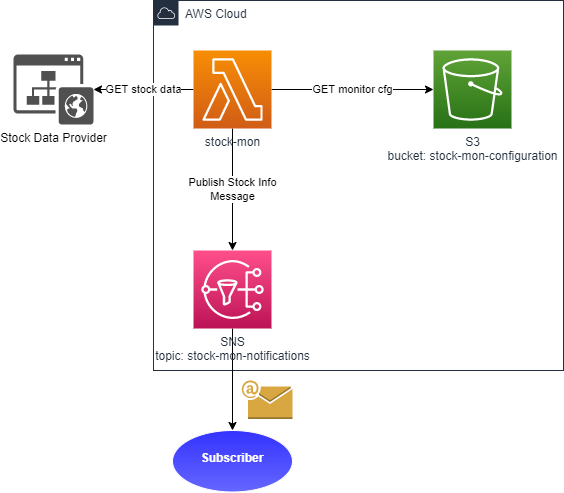 AWS Cloud
GET stock data
GET monitor cfg
Stock Data Provider
stock-mon
S3
bucket: stock-mon-configuration
Publish Stock Info
Message
SNS
topic: stock-mon-notifications
@
Subscriber